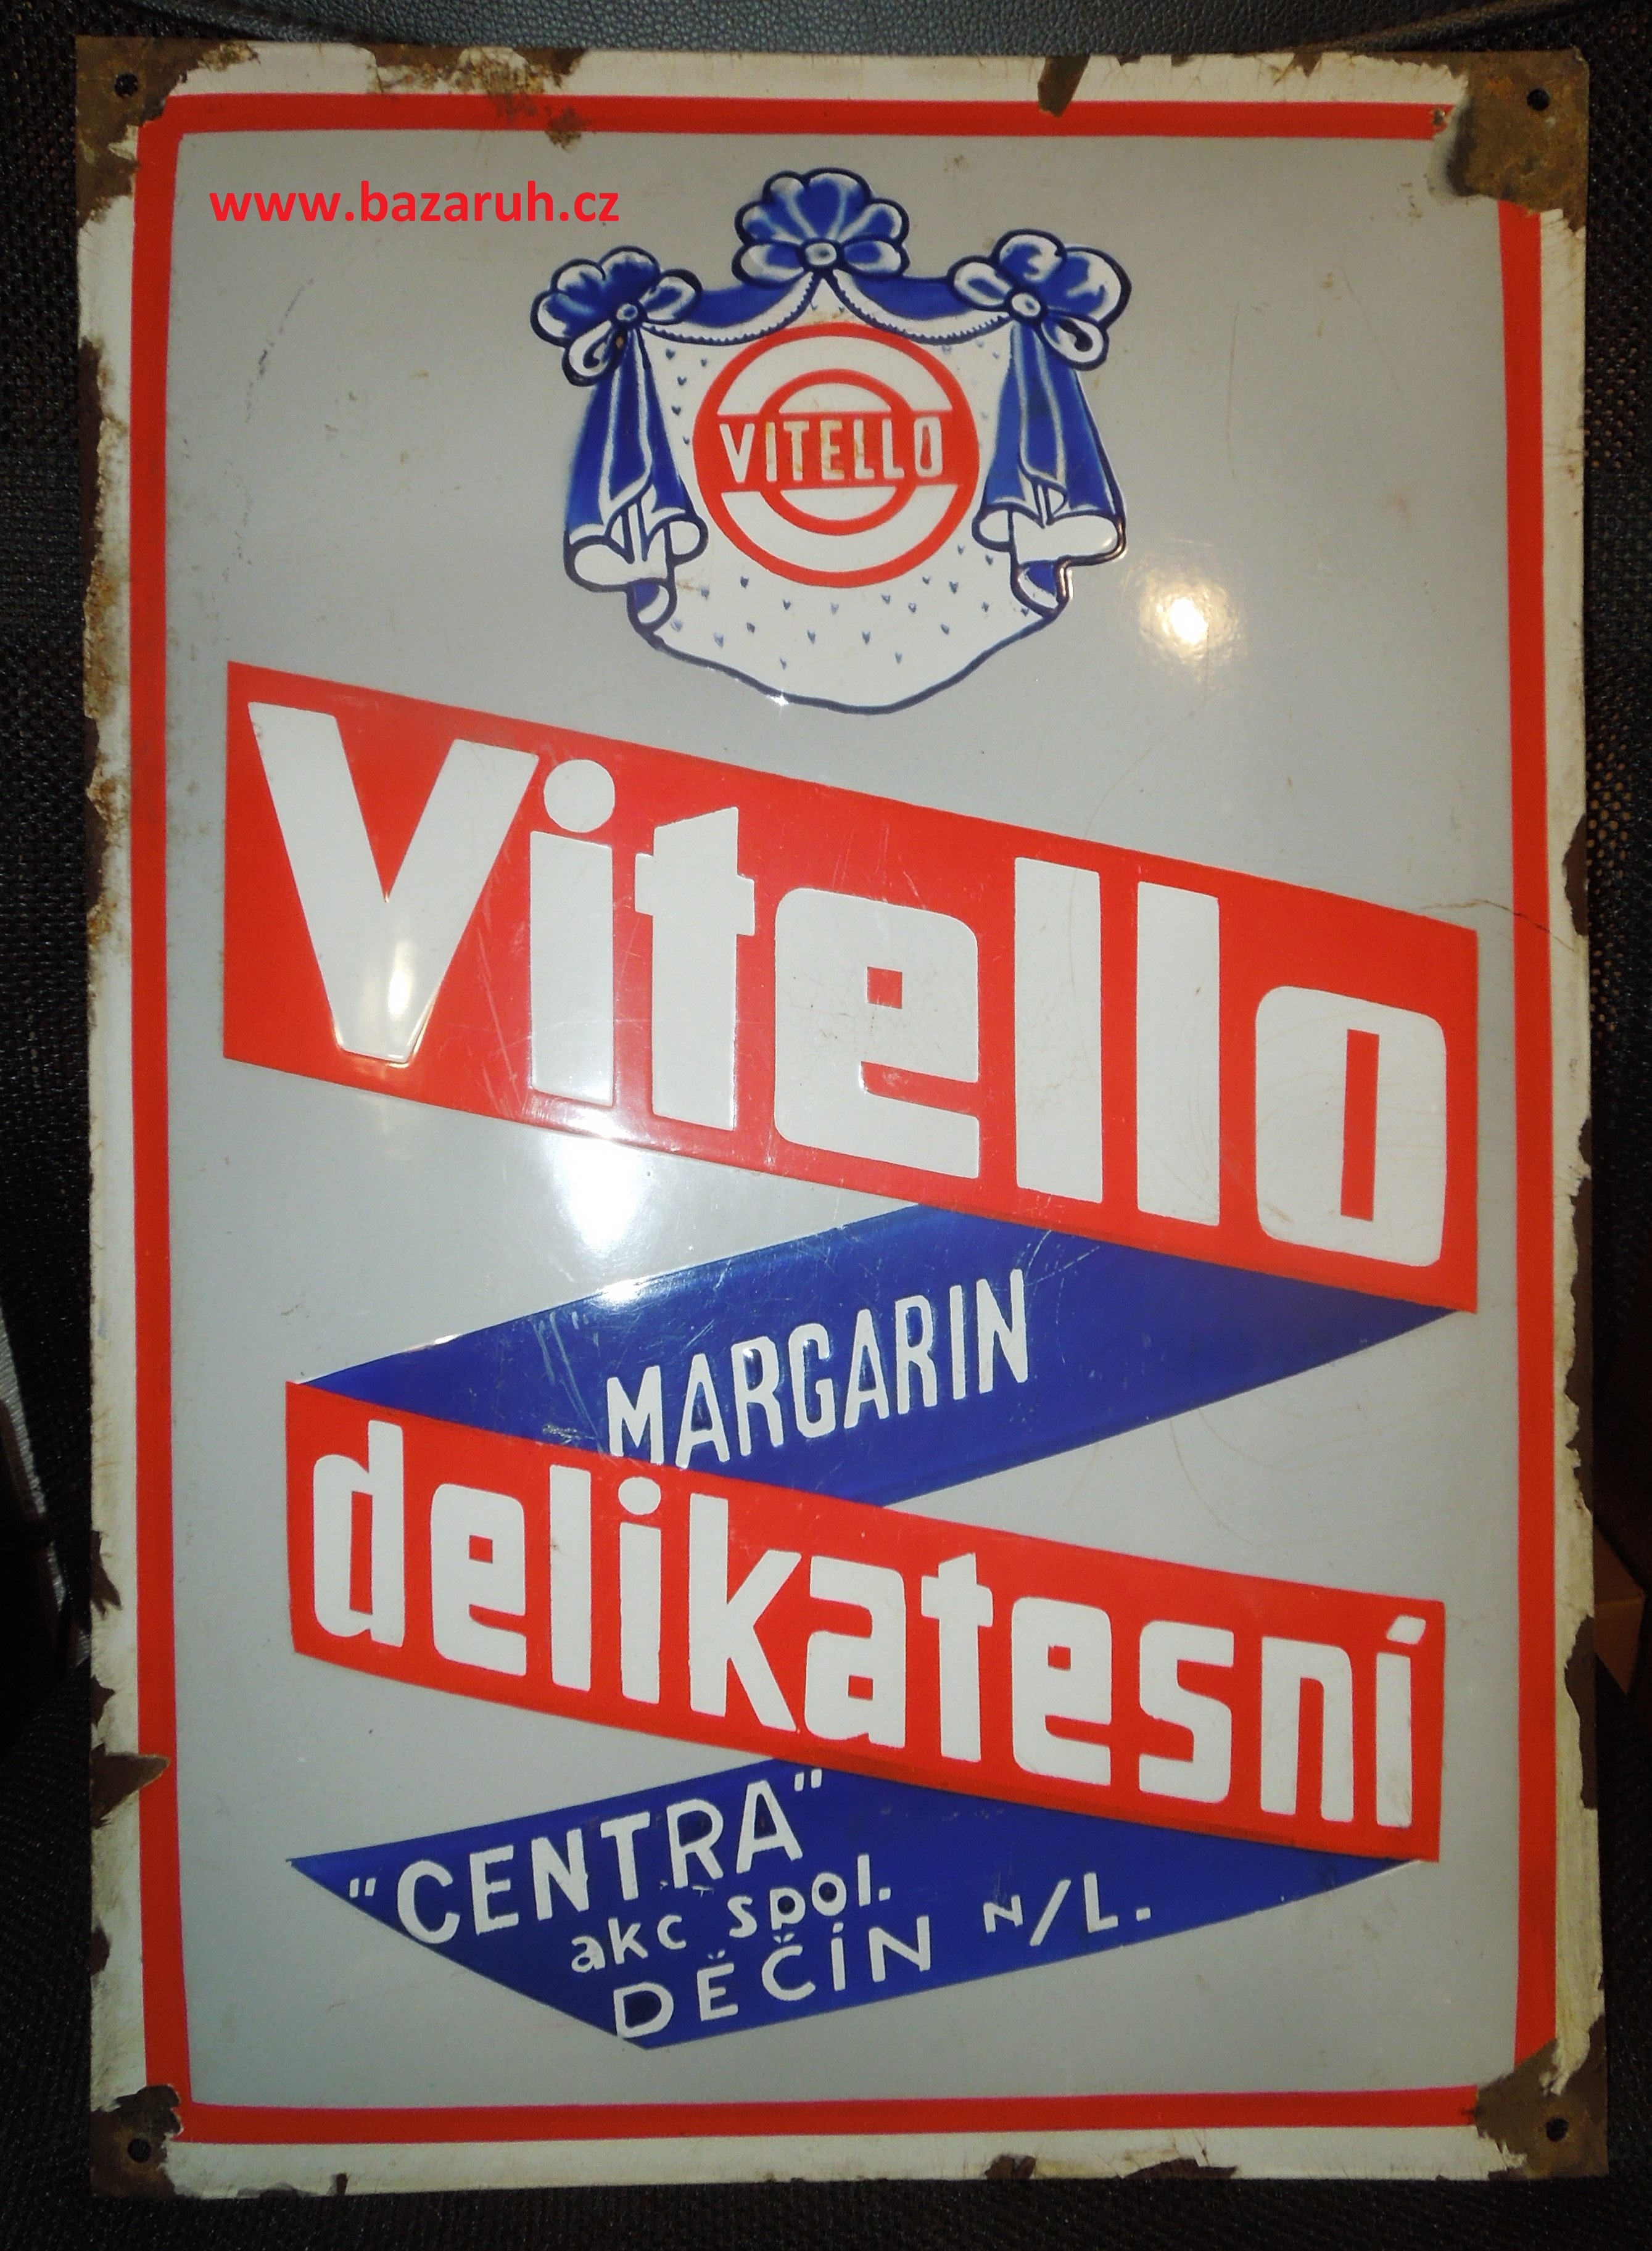 www.bazaruh.cz
VITELLO
Vitello
MARGARIN
delikatesní
"CENTRA"
akc spol.
DĚČÍN N/L.